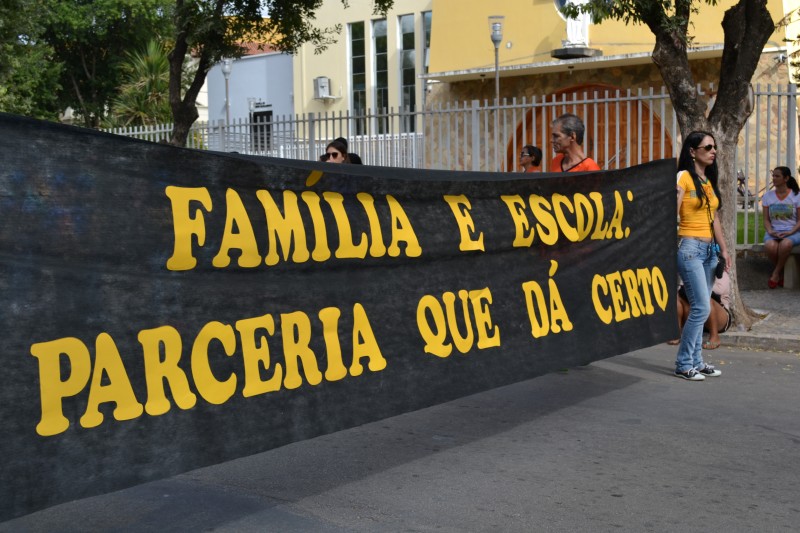 FAMÍLIA E ESCOLA:
PARCERIA QUE DÁ CERTO